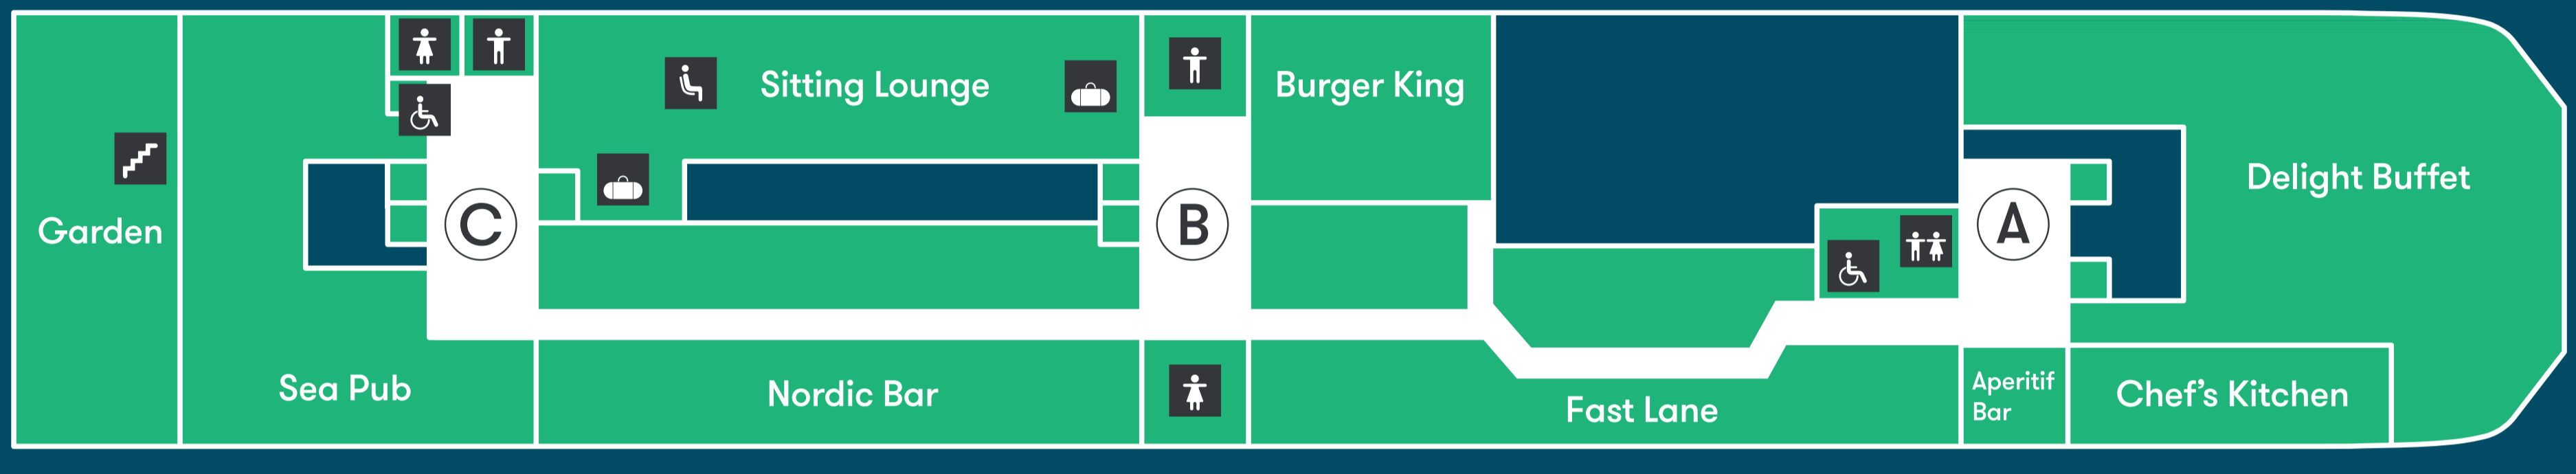 Garden
Sea Pub
C
Sitting Lounge
Nordic Bar
B
Burger King
Fast Lane
A
Aperitif
Bar
Chef's Kitchen
Delight Buffet